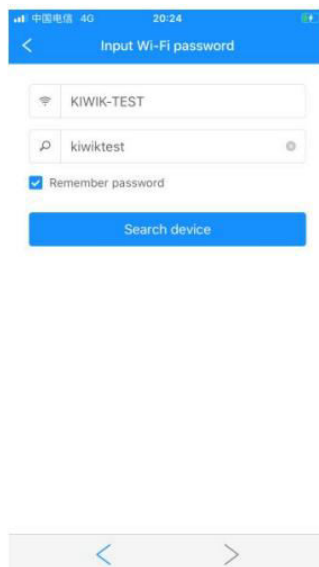 中国电信 4G 20:24
Input Wi-Fi password
KIWIK-TEST
kiwiktest
Remember password
Search device